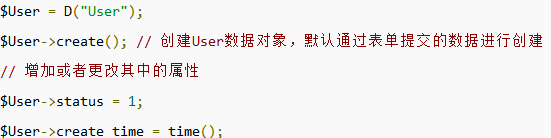 $User = D("User");
$User->create(); // 创建User数据对象，默认通过表单提交的数据进行创建
// 增加或者更改其中的属性
$User->status = 1;
$User->create time = time();